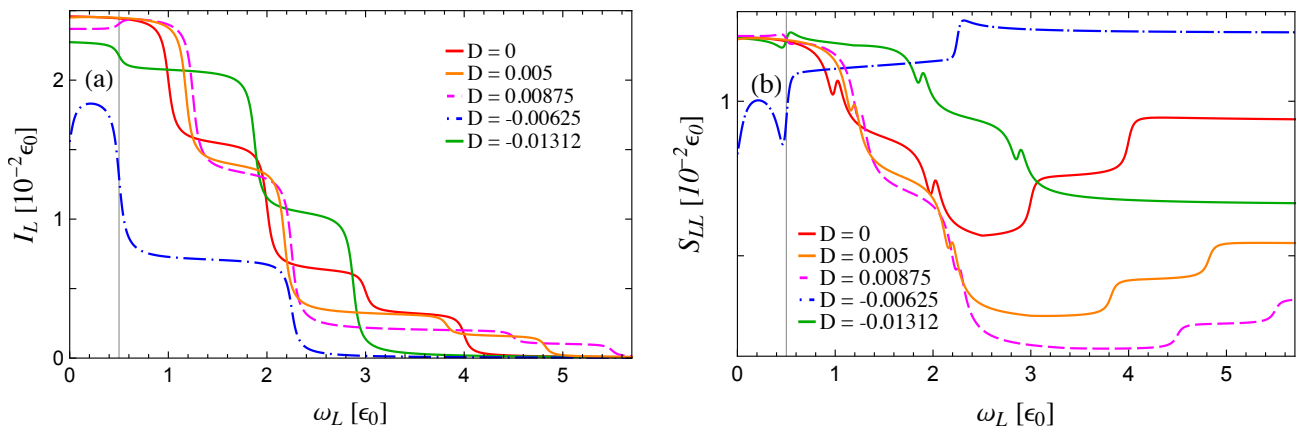 (a)
D = 0
D = 0.005
D = 0.00875
D = -0.00625
D = -0.01312
2
1
0
I_L [10^{-2}ϵ_0]
0 1 2 3 4 5
ω_L [ϵ_0]
(b)
1
S_{LL} [10^{-2}ϵ_0]
D = 0
D = 0.005
D = 0.00875
D = -0.00625
D = -0.01312
0 1 2 3 4 5
ω_L [ϵ_0]